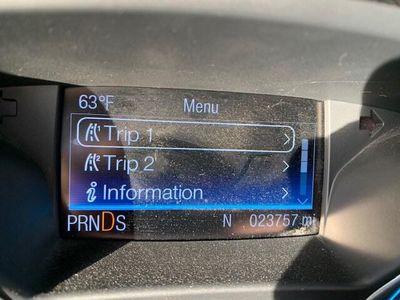 63°F Menu
Trip 1
Trip 2
Information
PRNDS N 023757 mi